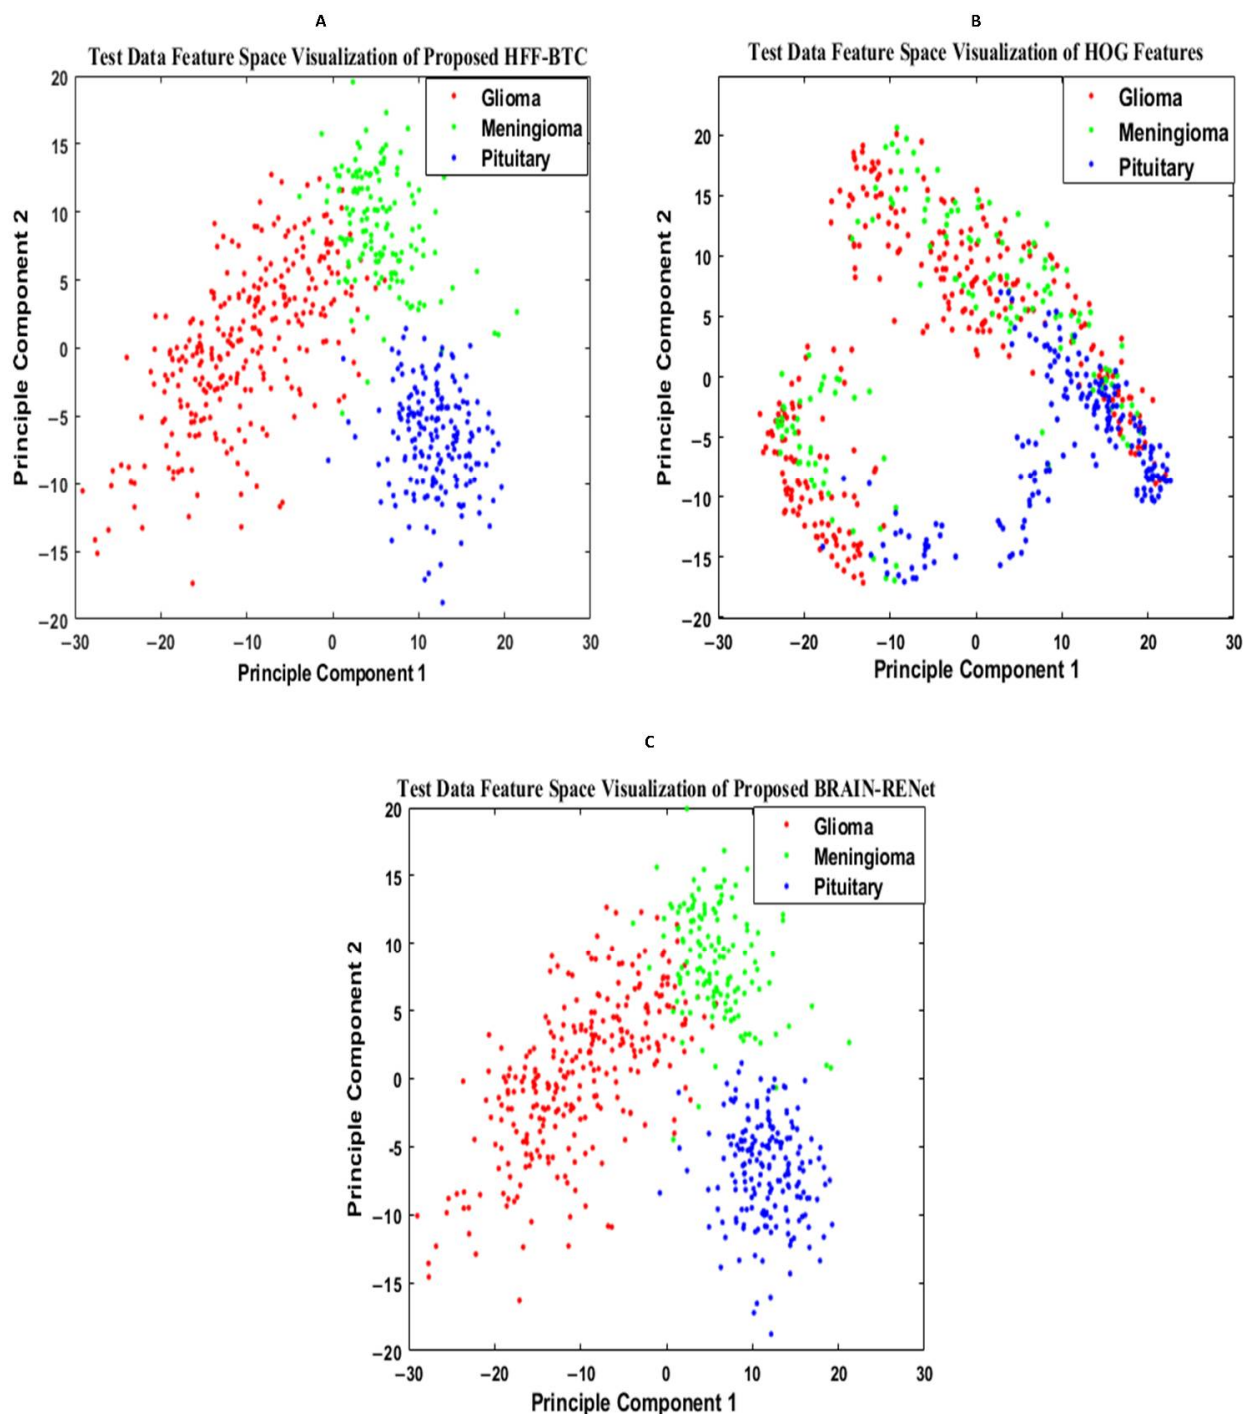 A
Test Data Feature Space Visualization of Proposed HFF-BTC
Glioma
Meningioma
Pituitary
20
15
10
5
0
−5
−10
−15
−20
Principle Component 2
−30
−20
−10
0
10
20
30
Principle Component 1
B
Test Data Feature Space Visualization of HOG Features
Glioma
Meningioma
Pituitary
20
15
10
5
0
−5
−10
−15
−20
Principle Component 2
−30
−20
−10
0
10
20
30
Principle Component 1
C
Test Data Feature Space Visualization of Proposed BRAIN-RENet
Glioma
Meningioma
Pituitary
20
15
10
5
0
-5
−10
−15
−20
Principle Component 2
−30
−20
−10
0
10
20
30
Principle Component 1